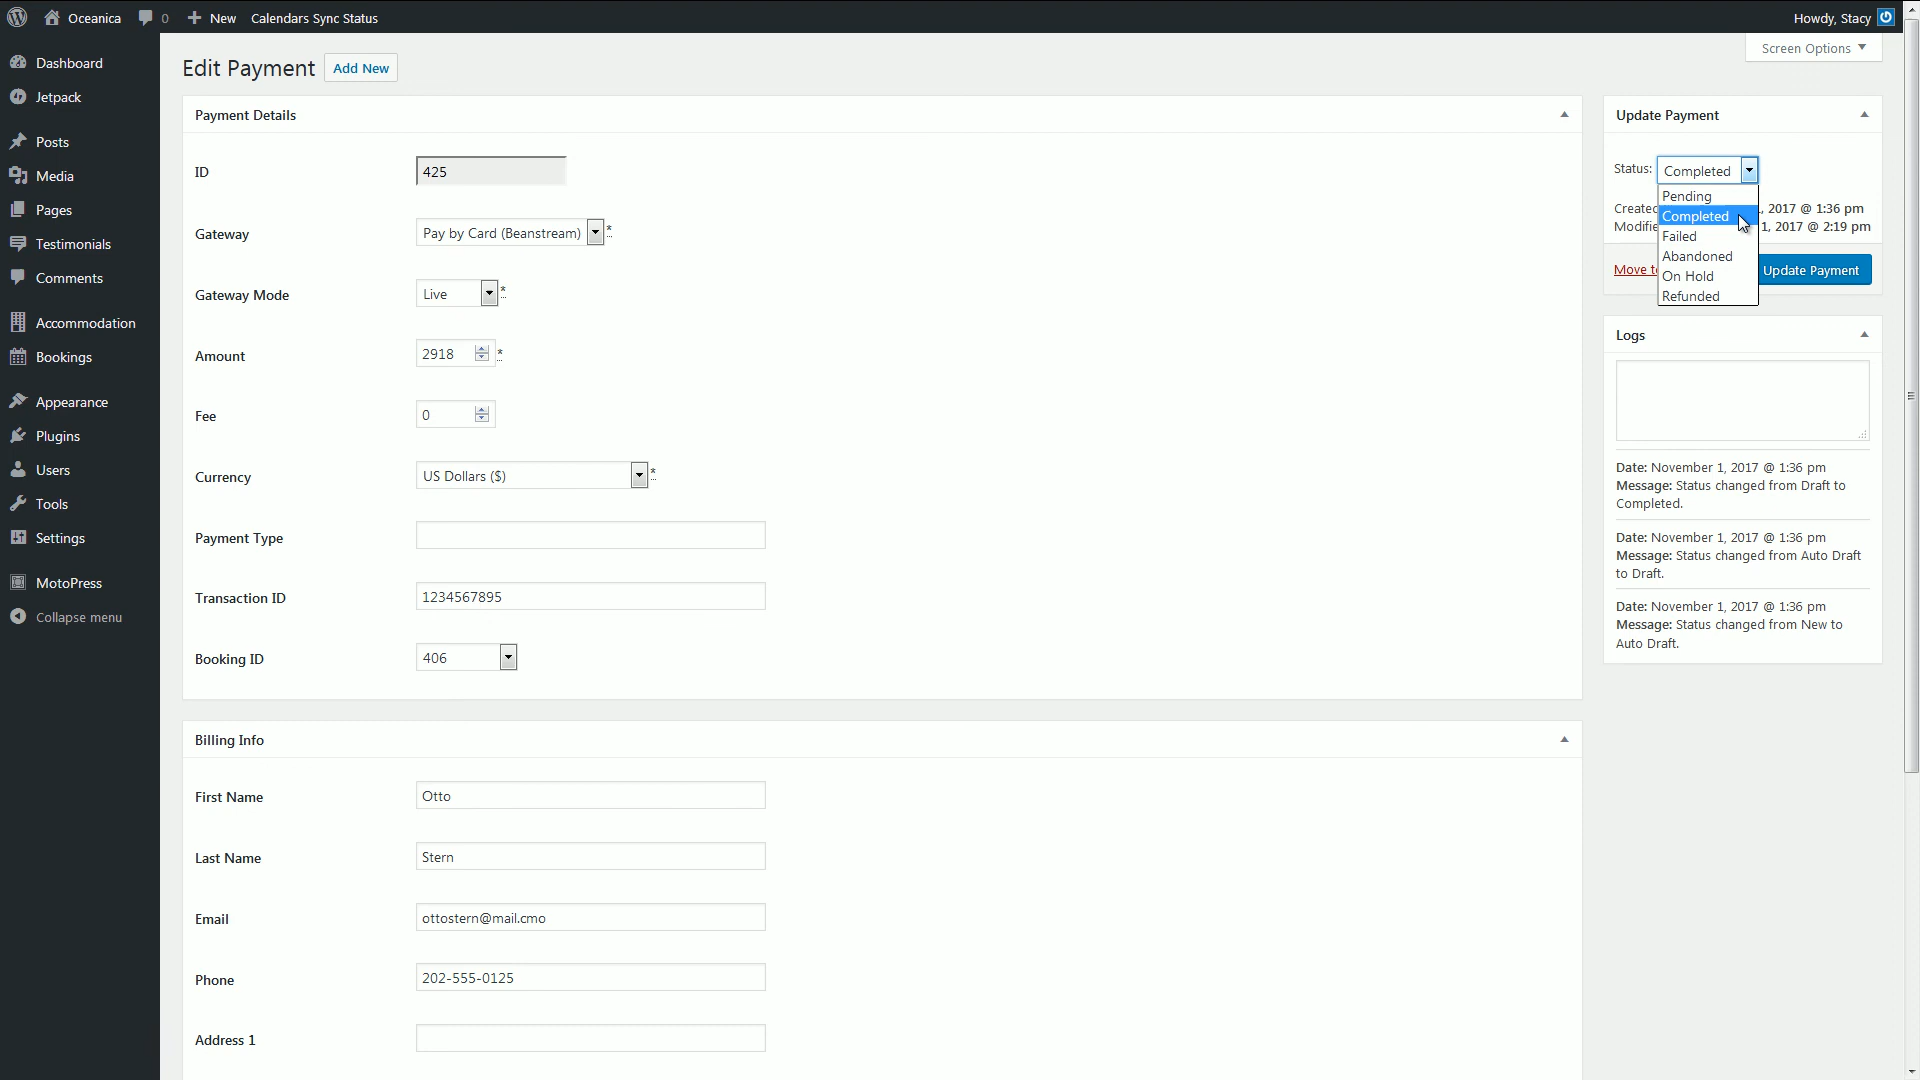 Oceanica
0
New
Calendars Sync Status
Howdy, Stacy
Screen Options
Dashboard
Jetpack
Posts
Media
Pages
Testimonials
Comments
Accommodation
Bookings
Appearance
Plugins
Users
Tools
Settings
MotoPress
Collapse menu
Edit Payment
Add New
Payment Details
ID
425
Gateway
Pay by Card (Beanstream) *
Gateway Mode
Live *
Amount
2918 *
Fee
0
Currency
US Dollars ($) *
Payment Type
Transaction ID
1234567895
Booking ID
406
Billing Info
First Name
Otto
Last Name
Stern
Email
ottostern@mail.cmo
Phone
202-555-0125
Address 1
Update Payment
Status: Completed
Pending
Completed
Failed
Abandoned
On Hold
Refunded
, 2017 @ 1:36 pm
1, 2017 @ 2:19 pm
Update Payment
Logs
Date: November 1, 2017 @ 1:36 pm
Message: Status changed from Draft to
Completed.
Date: November 1, 2017 @ 1:36 pm
Message: Status changed from Auto Draft
to Draft.
Date: November 1, 2017 @ 1:36 pm
Message: Status changed from New to
Auto Draft.